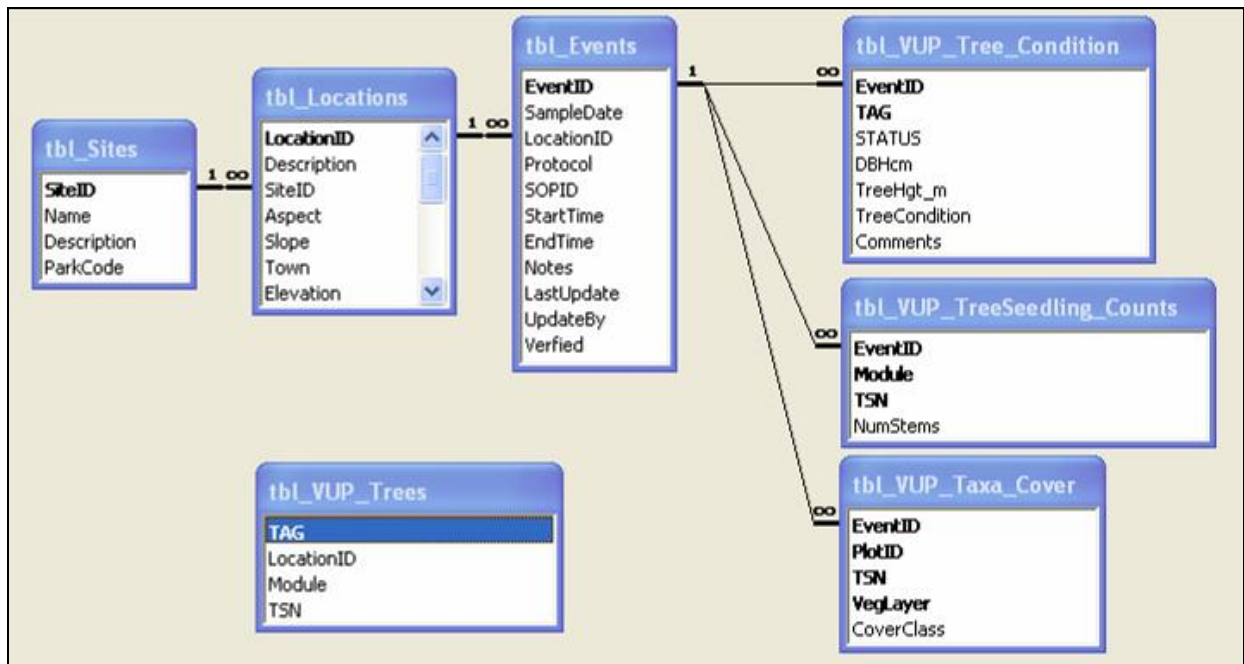 tbl_Sites
SiteID
Name
Description
ParkCode
1 ∞
tbl_Locations
LocationID
Description
SiteID
Aspect
Slope
Town
Elevation
1 ∞
tbl_Events
EventID
SampleDate
LocationID
Protocol
SOPID
StartTime
EndTime
Notes
LastUpdate
UpdateBy
Verfied
1
∞
tbl_VUP_Tree_Condition
EventID
TAG
STATUS
DBHcm
TreeHgt_m
TreeCondition
Comments
∞
tbl_VUP_TreeSeedling_Counts
EventID
Module
TSN
NumStems
∞
tbl_VUP_Taxa_Cover
EventID
PlotID
TSN
VegLayer
CoverClass
tbl_VUP_Trees
TAG
LocationID
Module
TSN